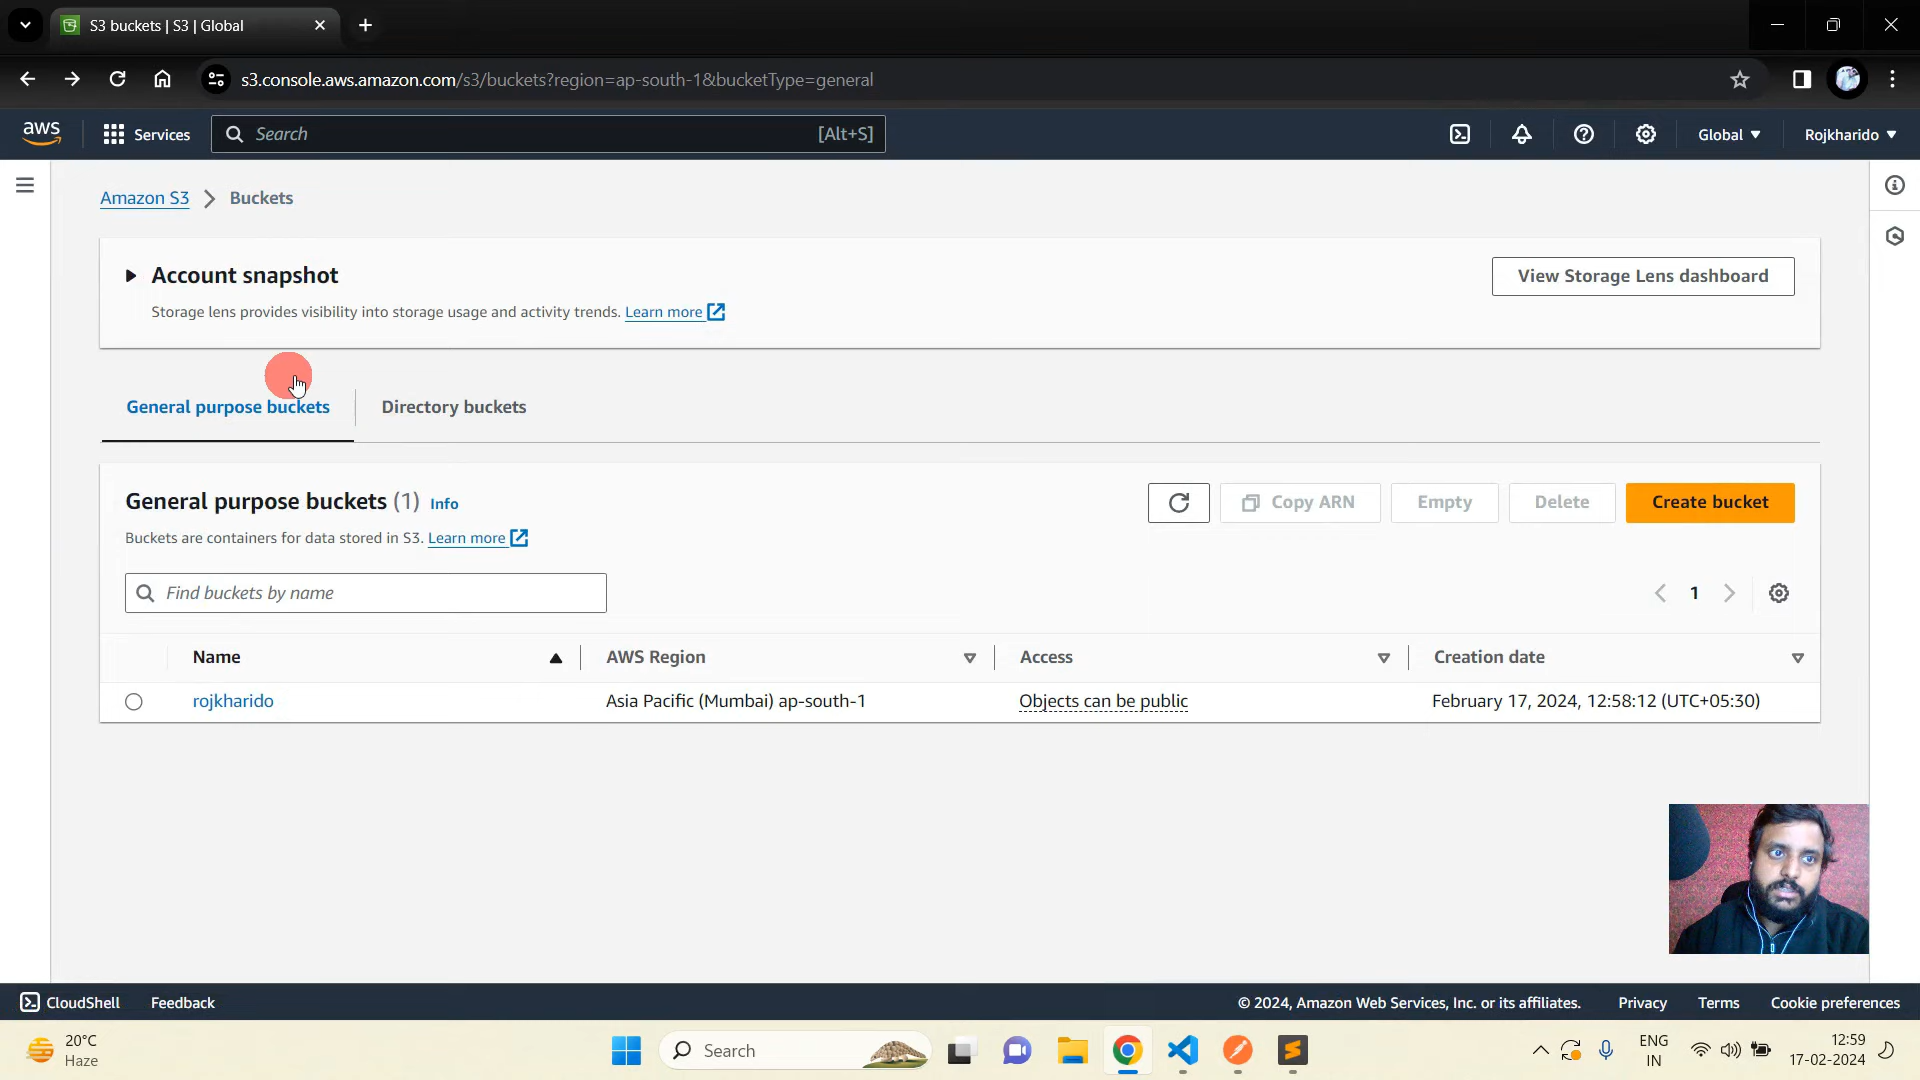 S3 buckets | S3 | Global
s3.console.aws.amazon.com/s3/buckets?region=ap-south-1&bucketType=general
aws
Services
Search
[Alt+S]
Global
Rojkharido
Amazon S3
Buckets
Account snapshot
View Storage Lens dashboard
Storage lens provides visibility into storage usage and activity trends. Learn more
General purpose buckets
Directory buckets
General purpose buckets (1) Info
Copy ARN
Empty
Delete
Create bucket
Buckets are containers for data stored in S3. Learn more
Find buckets by name
1
Name
AWS Region
Access
Creation date
rojkharido
Asia Pacific (Mumbai) ap-south-1
Objects can be public
February 17, 2024, 12:58:12 (UTC+05:30)
CloudShell
Feedback
© 2024, Amazon Web Services, Inc. or its affiliates.
Privacy
Terms
Cookie preferences
20°C
Haze
Search
ENG
IN
12:59
17-02-2024